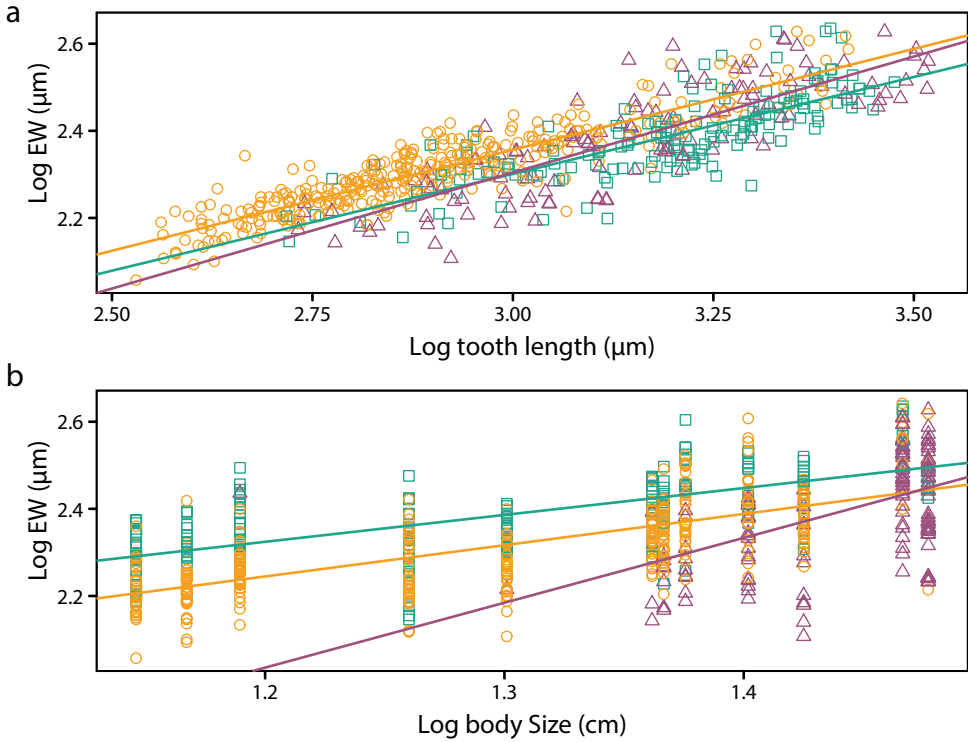 a
2.6
2.4
2.2
Log EW (μm)
2.50 2.75 3.00 3.25 3.50
Log tooth length (μm)
b
2.6
2.4
2.2
Log EW (μm)
1.2 1.3 1.4
Log body Size (cm)